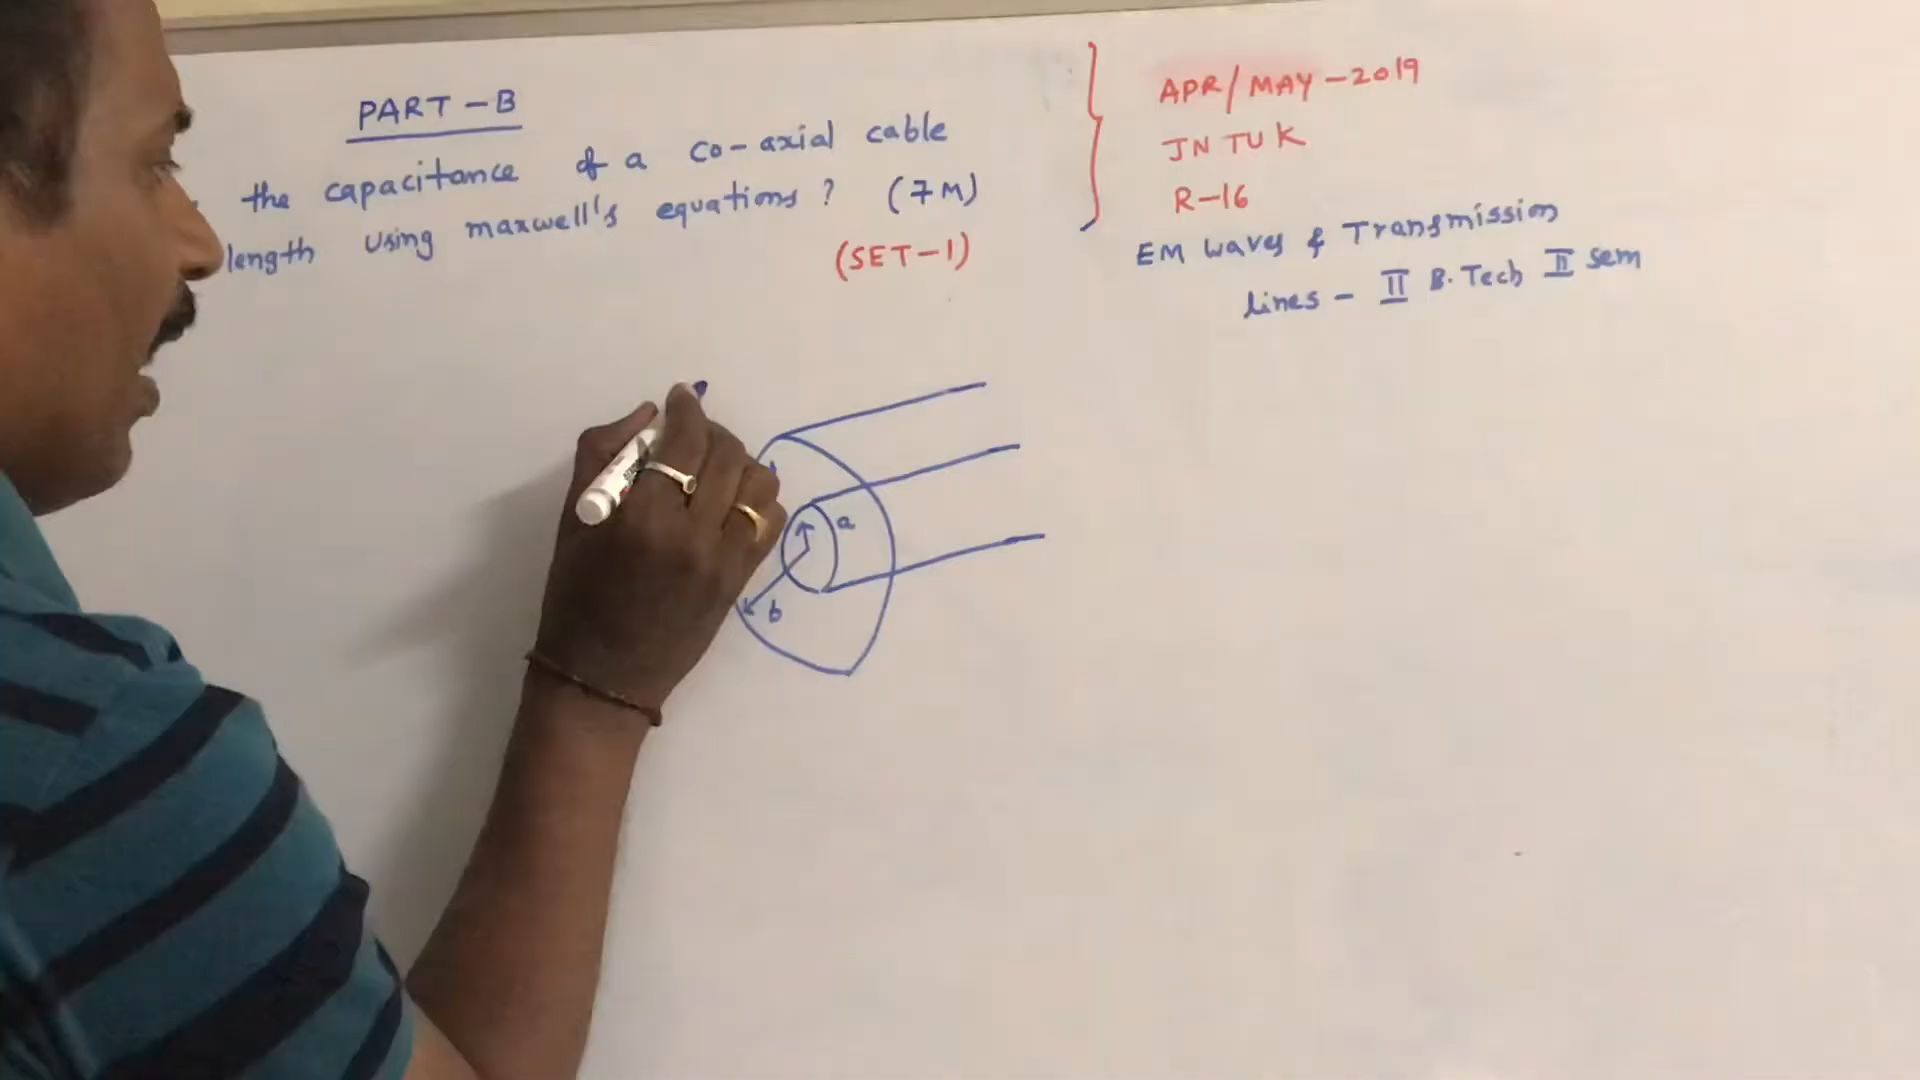 PART - B
the capacitance of a co-axial cable
length using maxwell's equations? (7M)
(SET-1)
APR/MAY-2019
JNTUK
R-16
EM waves & Transmission
lines - II B.Tech II sem
a
b